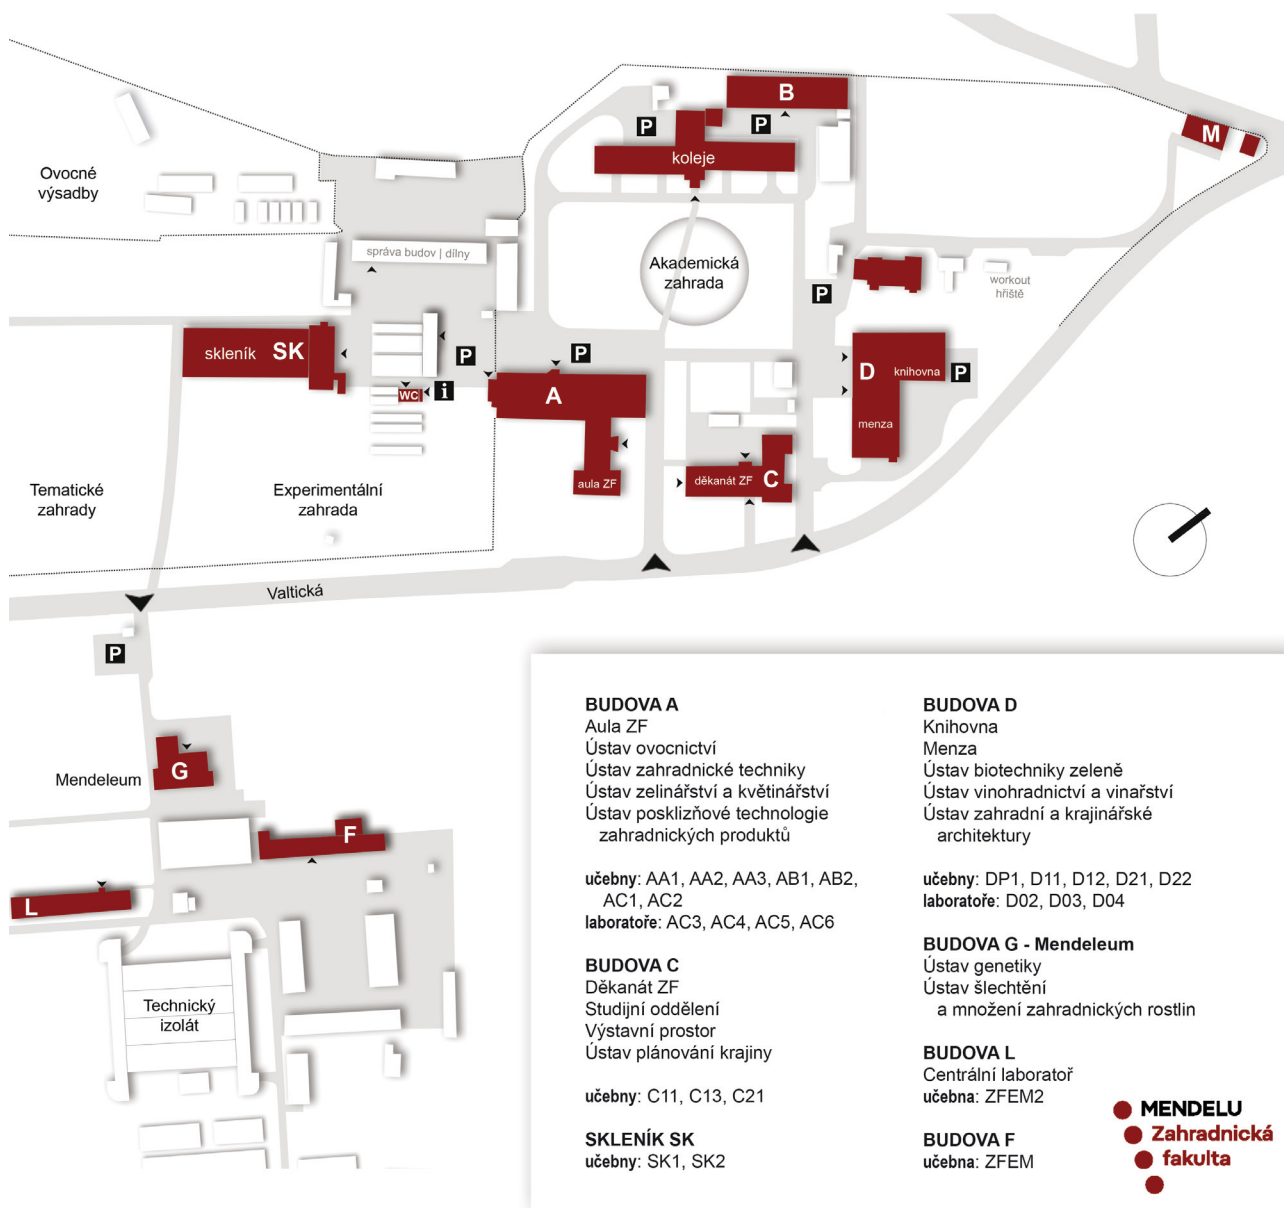 B
P
P
M
koleje
Ovocné
výsadby
správa budov | dílny
Akademická
zahrada
workout
hřiště
P
skleník SK
P
P
D
knihovna
P
WC
i
A
menza
aula ZF
děkanát ZF
C
Tematické
zahrady
Experimentální
zahrada
Valtická
P
Mendeleum
G
F
L
Technický
izolát
BUDOVA A
Aula ZF
Ústav ovocnictví
Ústav zahradnické techniky
Ústav zelinářství a květinářství
Ústav posklizňové technologie
zahradnických produktů
učebny: AA1, AA2, AA3, AB1, AB2,
AC1, AC2
laboratoře: AC3, AC4, AC5, AC6
BUDOVA C
Děkanát ZF
Studijní oddělení
Výstavní prostor
Ústav plánování krajiny
učebny: C11, C13, C21
SKLENÍK SK
učebny: SK1, SK2
BUDOVA D
Knihovna
Menza
Ústav biotechniky zeleně
Ústav vinohradnictví a vinařství
Ústav zahradní a krajinářské
architektury
učebny: DP1, D11, D12, D21, D22
laboratoře: D02, D03, D04
BUDOVA G - Mendeleum
Ústav genetiky
Ústav šlechtění
a množení zahradnických rostlin
BUDOVA L
Centrální laboratoř
učebna: ZFEM2
BUDOVA F
učebna: ZFEM
MENDELU
Zahradnická
fakulta